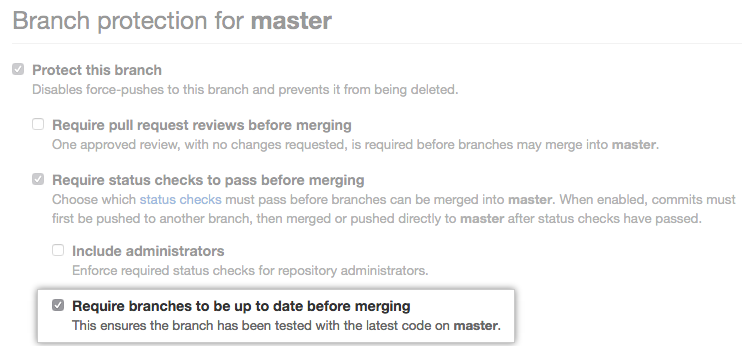 Branch protection for master
Protect this branch
Disables force-pushes to this branch and prevents it from being deleted.
Require pull request reviews before merging
One approved review, with no changes requested, is required before branches may merge into master.
Require status checks to pass before merging
Choose which status checks must pass before branches can be merged into master. When enabled, commits must
first be pushed to another branch, then merged or pushed directly to master after status checks have passed.
Include administrators
Enforce required status checks for repository administrators.
Require branches to be up to date before merging
This ensures the branch has been tested with the latest code on master.